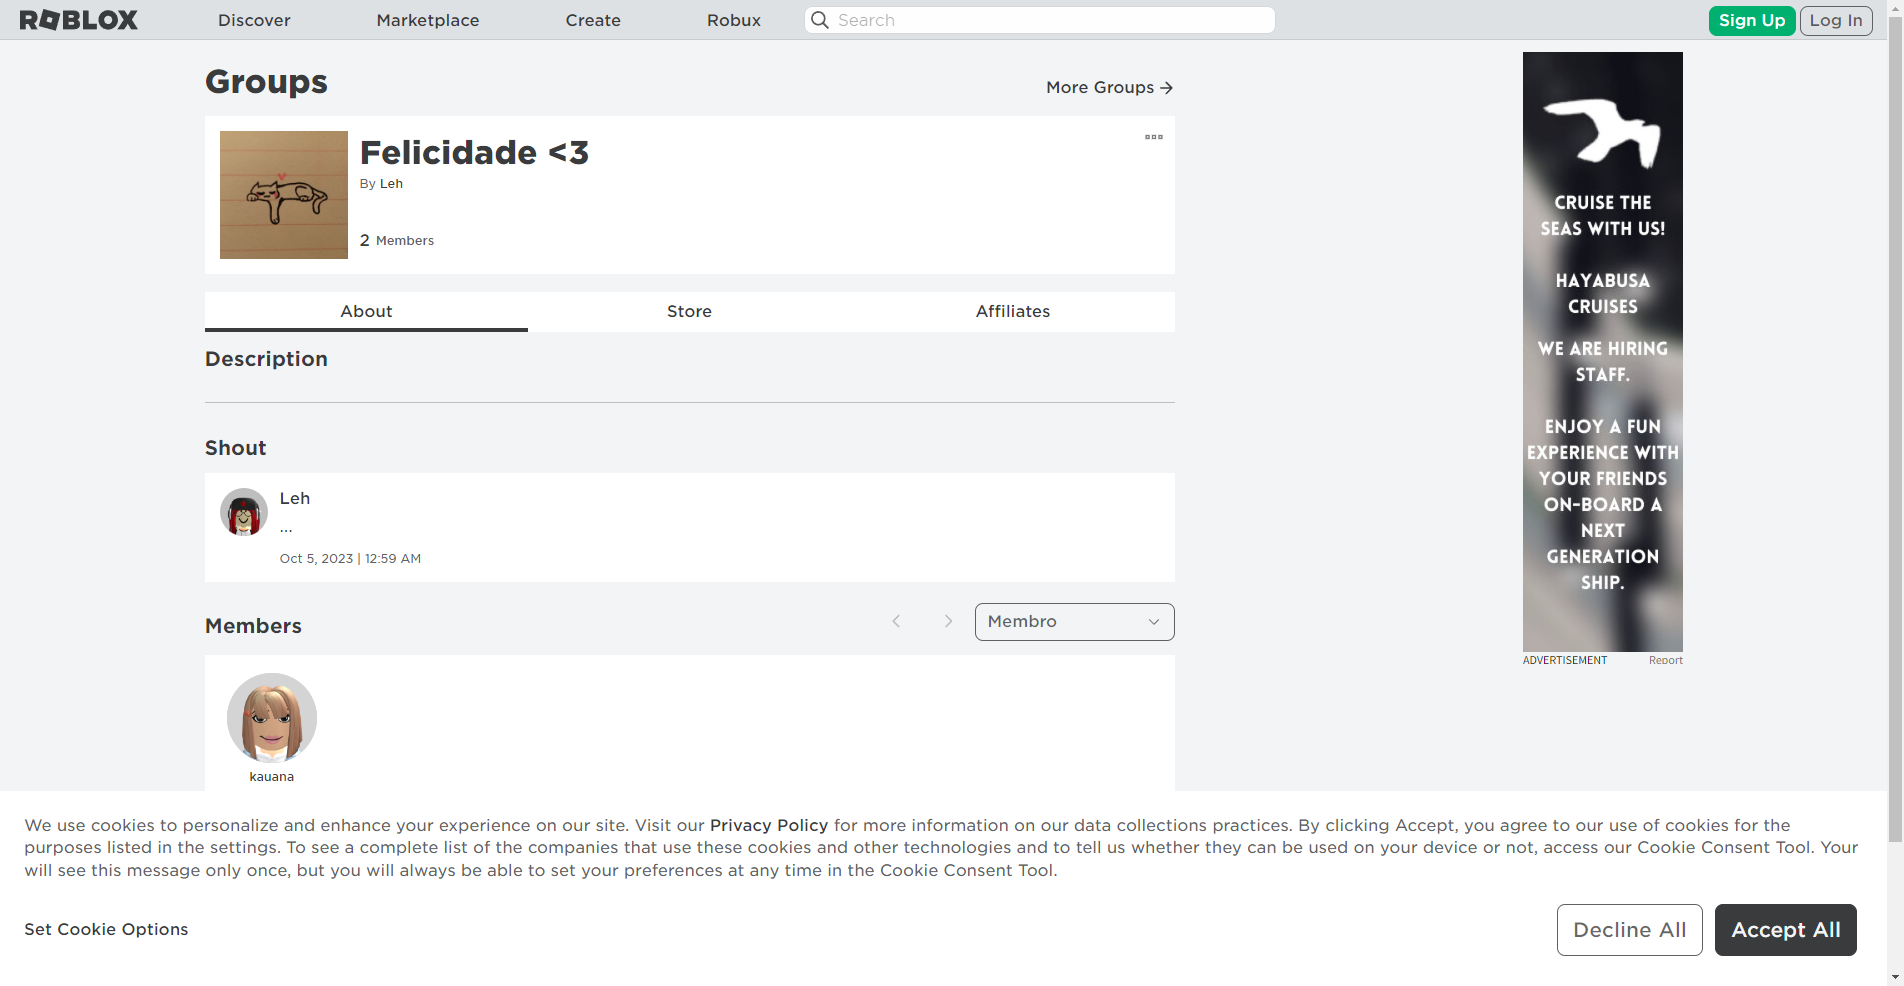 ROBLOX
Discover
Marketplace
Create
Robux
Search
Sign Up
Log In
Groups
More Groups
Felicidade <3
By Leh
2 Members
About
Store
Affiliates
Description
Shout
Leh
...
Oct 5, 2023 | 12:59 AM
Members
Membro
kauana
CRUISE THE
SEAS WITH US!
HAYABUSA
CRUISES
WE ARE HIRING
STAFF.
ENJOY A FUN
EXPERIENCE WITH
YOUR FRIENDS
ON-BOARD A
NEXT
GENERATION
SHIP.
ADVERTISEMENT
Report
We use cookies to personalize and enhance your experience on our site. Visit our Privacy Policy for more information on our data collections practices. By clicking Accept, you agree to our use of cookies for the
purposes listed in the settings. To see a complete list of the companies that use these cookies and other technologies and to tell us whether they can be used on your device or not, access our Cookie Consent Tool. Your
will see this message only once, but you will always be able to set your preferences at any time in the Cookie Consent Tool.
Set Cookie Options
Decline All
Accept All